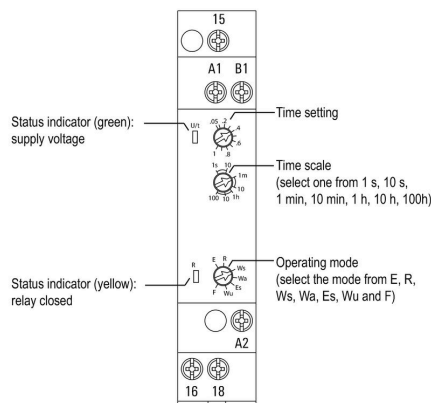 15
A1 B1
Status indicator (green):
supply voltage
U/t
.05 .2 .4 .6 .8 1
Time setting
1s 10 1m 10 1h 10 100
Time scale
(select one from 1 s, 10 s,
1 min, 10 min, 1 h, 10 h, 100h)
Status indicator (yellow):
relay closed
R
E R Ws Wa Es Wu F
Operating mode
(select the mode from E, R,
Ws, Wa, Es, Wu and F)
A2
16 18